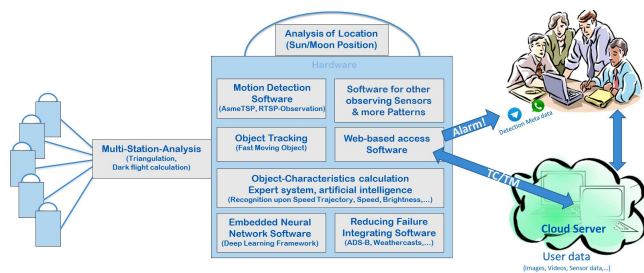 Analysis of Location
(Sun/Moon Position)
Hardware
Motion Detection
Software
(AsmeTSP, RTSP-Observation)
Software for other
observing Sensors
& more Patterns
Object Tracking
(Fast Moving Object)
Web-based access
Software
Multi-Station-Analysis
(Triangulation,
Dark flight calculation)
Object-Characteristics calculation
Expert system, artificial intelligence
(Recognition upon Speed Trajectory, Speed, Brightness,...)
Embedded Neural
Network Software
(Deep Learning Framework)
Reducing Failure
Integrating Software
(ADS-B, Weathercasts,...)
Alarm!
Detection Meta data
TC/TM
Cloud Server
User data
(Images, Videos, Sensor data,...)